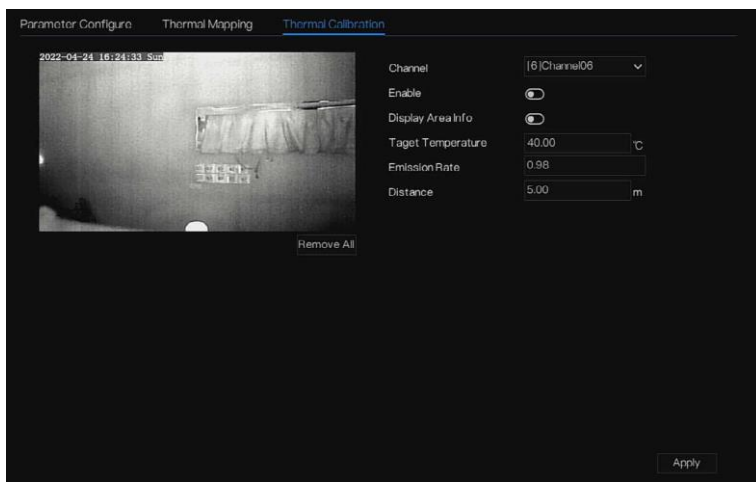 Parameter Configure Thermal Mapping Thermal Calibration
2022-04-24 16:24:33 Sun
Channel [6]Channel06
Enable
Display Area Info
Taget Temperature 40.00 ℃
Emission Rate 0.98
Distance 5.00 m
Remove All
Apply